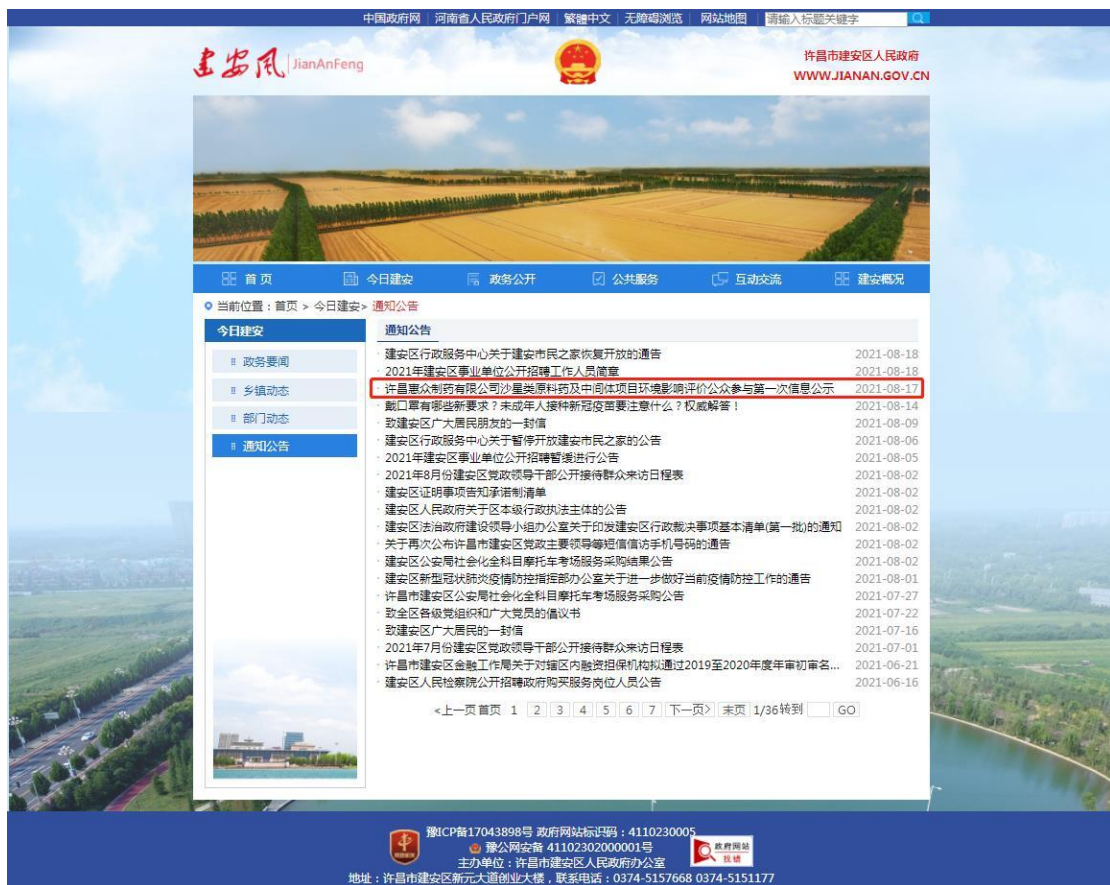 中国政府网 河南省人民政府门户网 繁體中文 无障碍浏览 网站地图 请输入标题关键字
建安风 JianAnFeng
许昌市建安区人民政府
WWW.JIANAN.GOV.CN
首 页 今日建安 政务公开 公共服务 互动交流 建安概况
当前位置：首页 > 今日建安> 通知公告
今日建安
政务要闻
乡镇动态
部门动态
通知公告
通知公告
建安区行政服务中心关于建安市民之家恢复开放的通告 2021-08-18
2021年建安区事业单位公开招聘工作人员简章 2021-08-18
许昌惠众制药有限公司沙星类原料药及中间体项目环境影响评价公众参与第一次信息公示 2021-08-17
戴口罩有哪些新要求？未成年人接种新冠疫苗要注意什么？权威解答！ 2021-08-14
致建安区广大居民朋友的一封信 2021-08-09
建安区行政服务中心关于暂停开放建安市民之家的公告 2021-08-06
2021年建安区事业单位公开招聘暂缓进行公告 2021-08-05
2021年8月份建安区党政领导干部公开接待群众来访日程表 2021-08-02
建安区证明事项告知承诺制清单 2021-08-02
建安区人民政府关于区本级行政执法主体的公告 2021-08-02
建安区法治政府建设领导小组办公室关于印发建安区行政裁决事项基本清单(第一批)的通知 2021-08-02
关于再次公布许昌市建安区党政主要领导等短信信访手机号码的通告 2021-08-02
建安区公安局社会化全科目摩托车考场服务采购结果公告 2021-08-02
建安区新型冠状肺炎疫情防控指挥部办公室关于进一步做好当前疫情防控工作的通告 2021-08-01
许昌市建安区公安局社会化全科目摩托车考场服务采购公告 2021-07-27
致全区各级党组织和广大党员的倡议书 2021-07-22
致建安区广大居民的一封信 2021-07-16
2021年7月份建安区党政领导干部公开接待群众来访日程表 2021-07-01
许昌市建安区金融工作局关于对辖区内融资担保机构拟通过2019至2020年度年审初审名... 2021-06-21
建安区人民检察院公开招聘政府购买服务岗位人员公告 2021-06-16
<上一页 首页 1 2 3 4 5 6 7 下一页> 末页 1/36转到 GO
豫ICP备17043898号 政府网站标识码：4110230005
豫公网安备 41102302000001号
主办单位：许昌市建安区人民政府办公室
地址：许昌市建安区新元大道创业大楼，联系电话：0374-5157668 0374-5151177
政府网站
找错